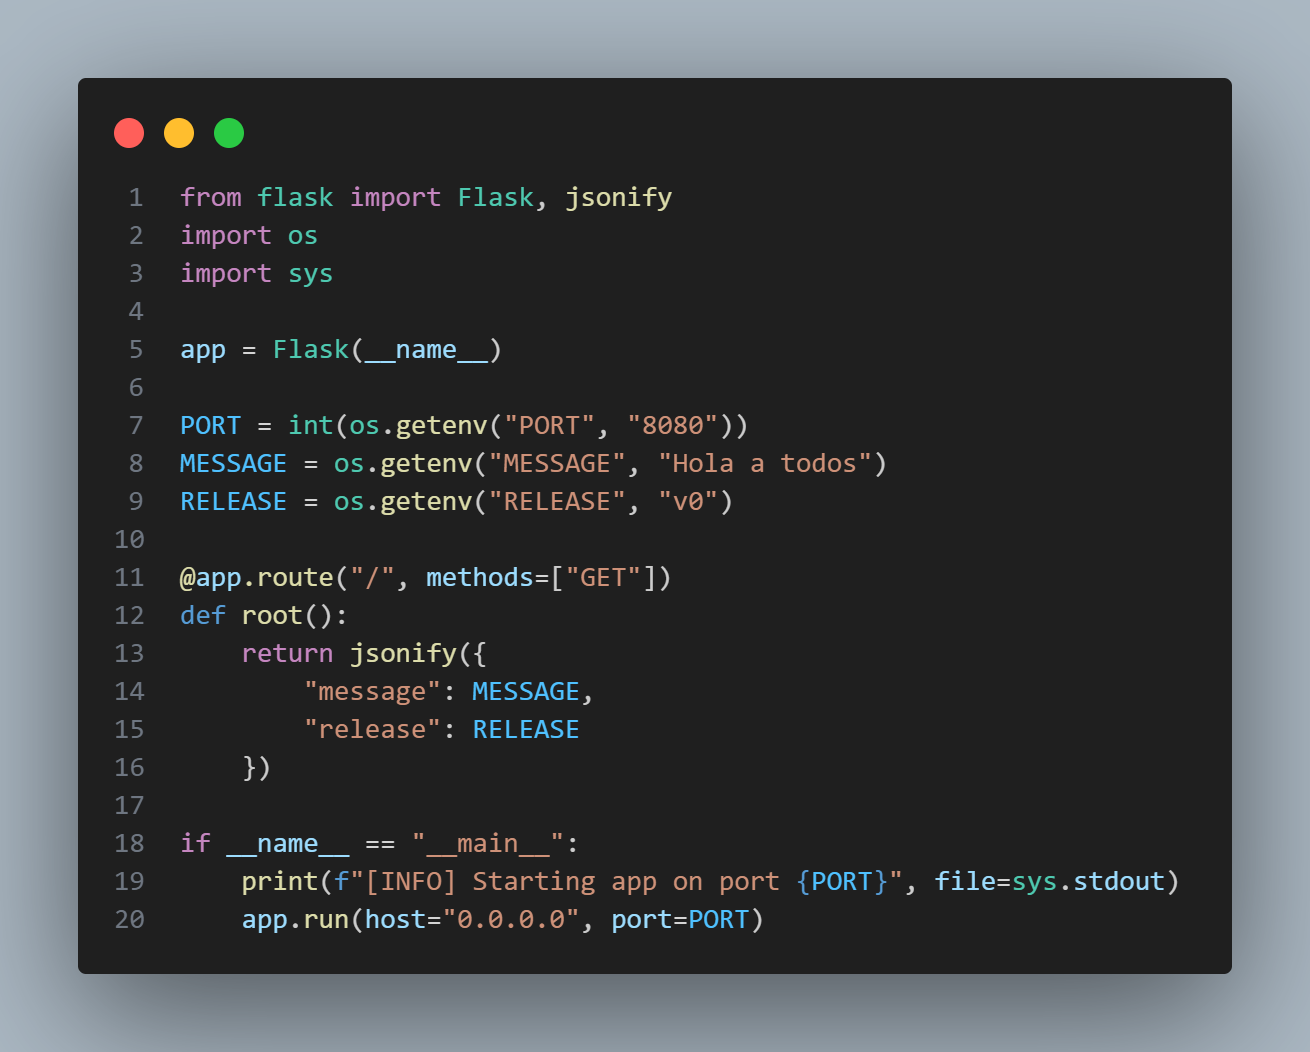 1 from flask import Flask, jsonify
2 import os
3 import sys
4
5 app = Flask(__name__)
6
7 PORT = int(os.getenv("PORT", "8080"))
8 MESSAGE = os.getenv("MESSAGE", "Hola a todos")
9 RELEASE = os.getenv("RELEASE", "v0")
10
11 @app.route("/", methods=["GET"])
12 def root():
13     return jsonify({
14         "message": MESSAGE,
15         "release": RELEASE
16     })
17
18 if __name__ == "__main__":
19     print(f"[INFO] Starting app on port {PORT}", file=sys.stdout)
20     app.run(host="0.0.0.0", port=PORT)